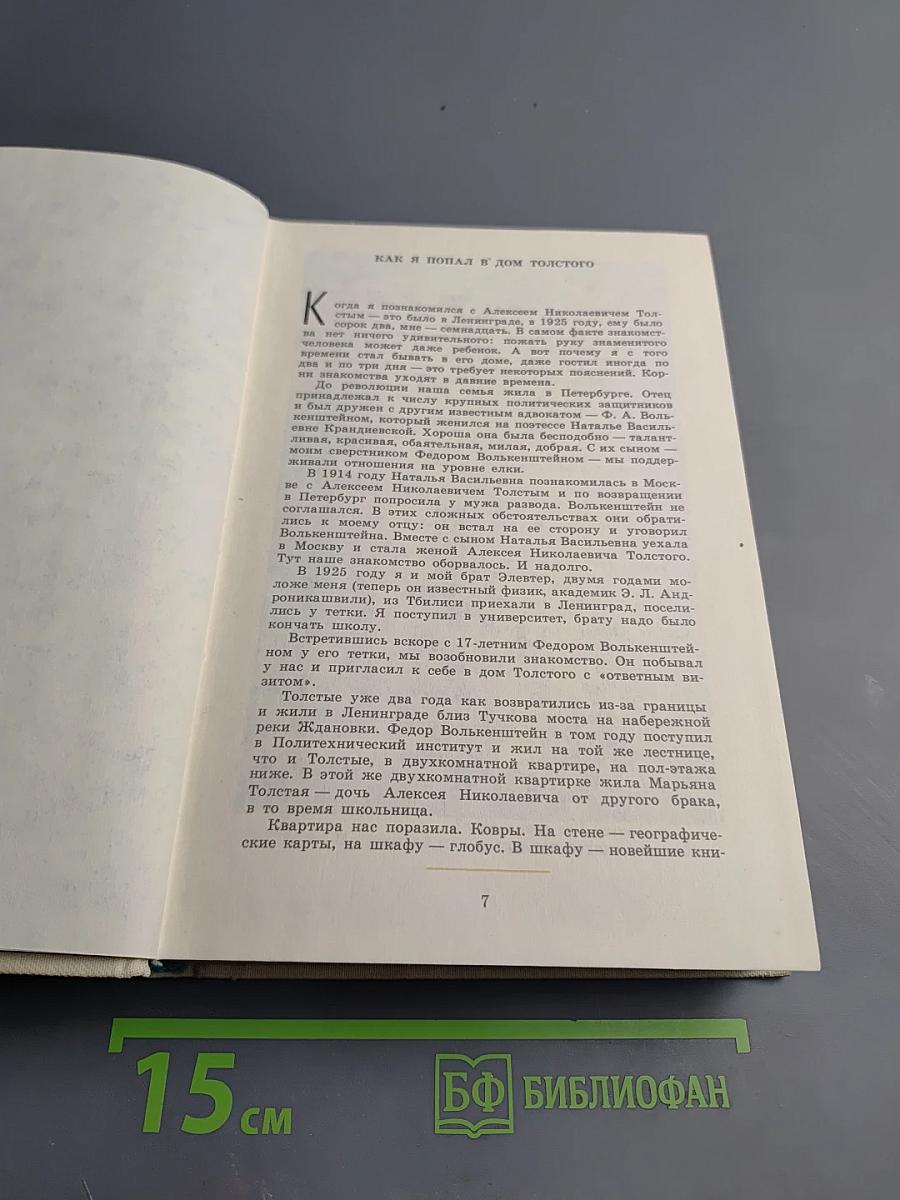 КАК Я ПОПАЛ В ДОМ ТОЛСТОГО
Когда я познакомился с Алексеем Николаевичем Тол-
стым — это было в Ленинграде, в 1925 году, ему было
сорок два, мне — семнадцать. В самом факте знакомст-
ва нет ничего удивительного: пожать руку знаменитого
человека может даже ребенок. А вот почему я с того
времени стал бывать в его доме, даже гостил иногда по
два и по три дня — это требует некоторых пояснений. Кор-
ни знакомства уходят в давние времена.
До революции наша семья жила в Петербурге. Отец
принадлежал к числу крупных политических защитников
и был дружен с другим известным адвокатом — Ф. А. Воль-
кенштейном, который женился на поэтессе Наталье Василь-
евне Крандиевской. Хороша она была бесподобно — талант-
ливая, красивая, обаятельная, милая, добрая. С их сыном —
моим сверстником Федором Волькенштейном — мы поддер-
живали отношения на уровне елки.
В 1914 году Наталья Васильевна познакомилась в Моск-
ве с Алексеем Николаевичем Толстым и по возвращении
в Петербург попросила у мужа развода. Волькенштейн не
соглашался. В этих сложных обстоятельствах они обрати-
лись к моему отцу: он встал на ее сторону и уговорил
Волькенштейна. Вместе с сыном Наталья Васильевна уехала
в Москву и стала женой Алексея Николаевича Толстого.
Тут наше знакомство оборвалось. И надолго.
В 1925 году я и мой брат Элевтер, двумя годами мо-
ложе меня (теперь он известный физик, академик Э. Л. Анд-
роникашвили), из Тбилиси приехали в Ленинград, посели-
лись у тетки. Я поступил в университет, брату надо было
кончать школу.
Встретившись вскоре с 17-летним Федором Волькенштей-
ном у его тетки, мы возобновили знакомство. Он побывал
у нас и пригласил к себе в дом Толстого с «ответным ви-
зитом».
Толстые уже два года как возвратились из-за границы
и жили в Ленинграде близ Тучкова моста на набережной
реки Ждановки. Федор Волькенштейн в том году поступил
в Политехнический институт и жил на той же лестнице,
что и Толстые, в двухкомнатной квартире, на пол-этажа
ниже. В этой же двухкомнатной квартирке жила Марьяна
Толстая — дочь Алексея Николаевича от другого брака,
в то время школьница.
Квартира нас поразила. Ковры. На стене — географиче-
ские карты, на шкафу — глобус. В шкафу — новейшие кни-
7
15 см
БФ БИБЛИОФАН